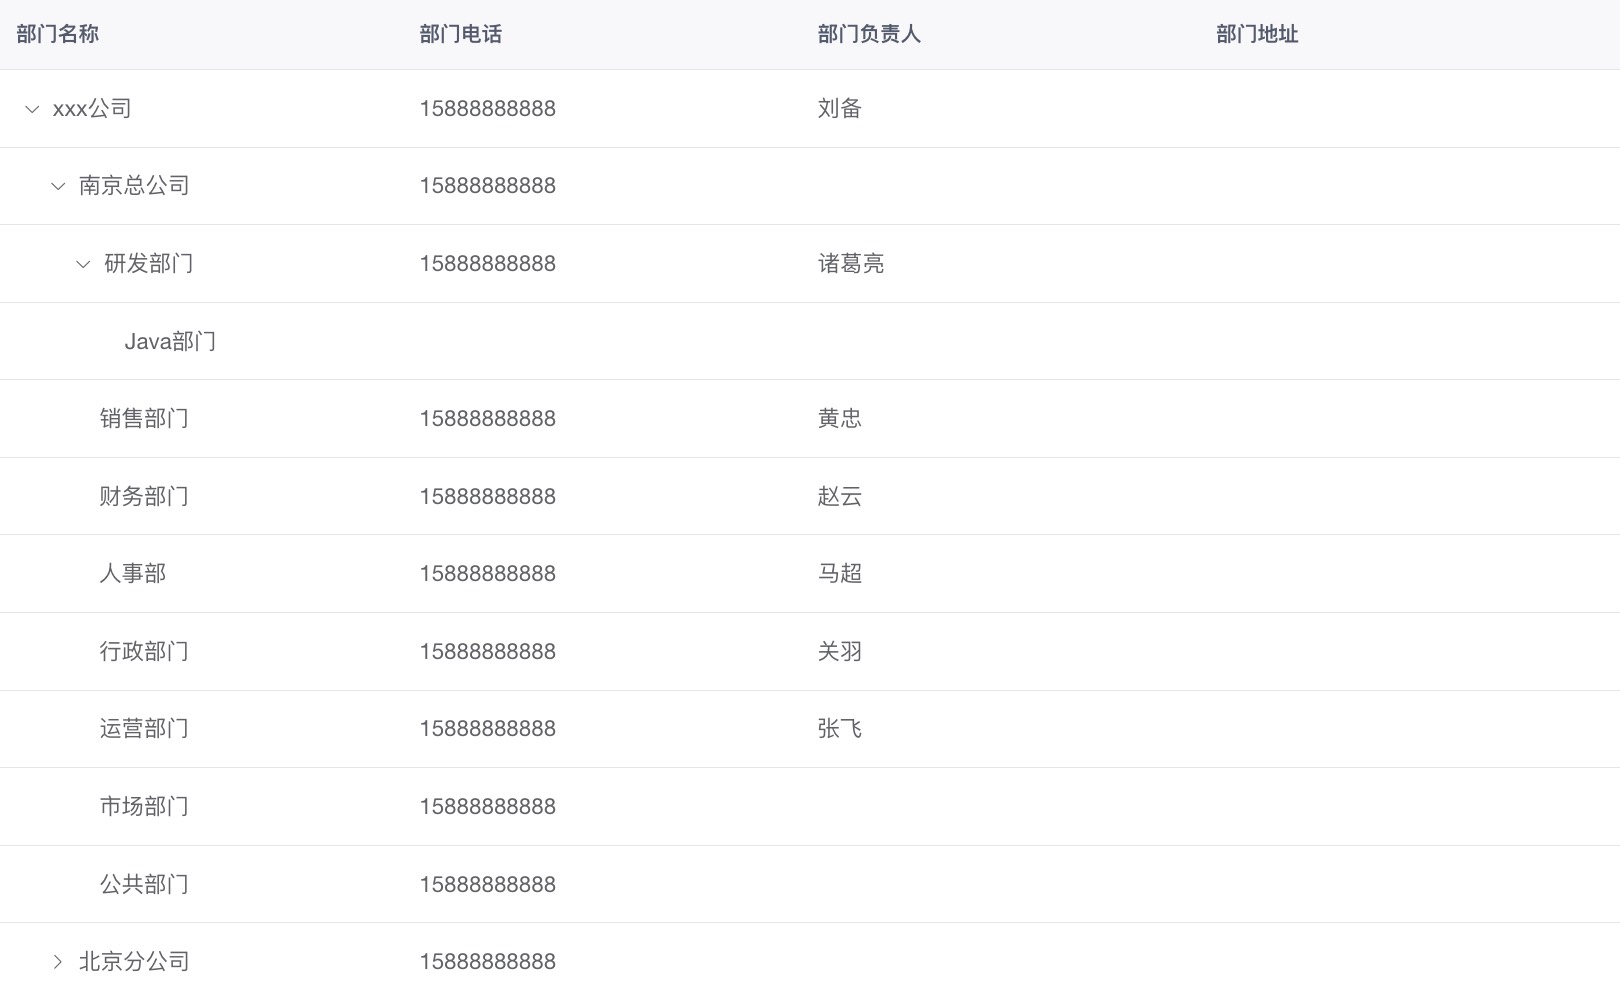 部门名称 部门电话 部门负责人 部门地址
xxx公司 15888888888 刘备
南京总公司 15888888888
研发部门 15888888888 诸葛亮
Java部门
销售部门 15888888888 黄忠
财务部门 15888888888 赵云
人事部 15888888888 马超
行政部门 15888888888 关羽
运营部门 15888888888 张飞
市场部门 15888888888
公共部门 15888888888
北京分公司 15888888888